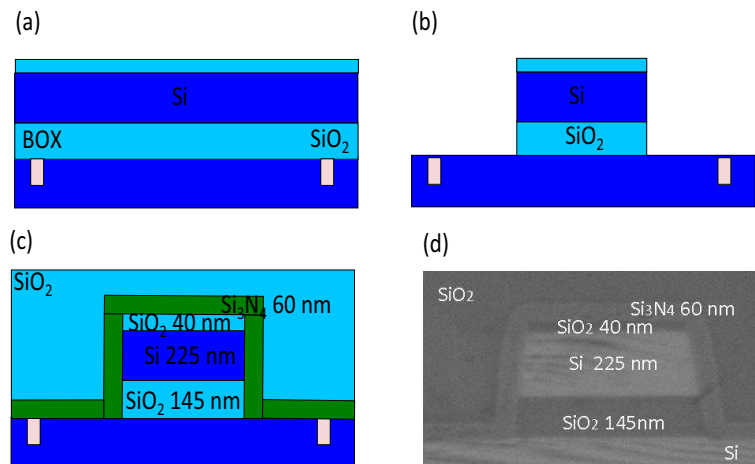 (a)
Si
BOX
SiO2
(b)
Si
SiO2
(c)
SiO2
Si3N4 60 nm
SiO2 40 nm
Si 225 nm
SiO2 145 nm
(d)
SiO2
Si3N4 60 nm
SiO2 40 nm
Si 225 nm
SiO2 145nm
Si